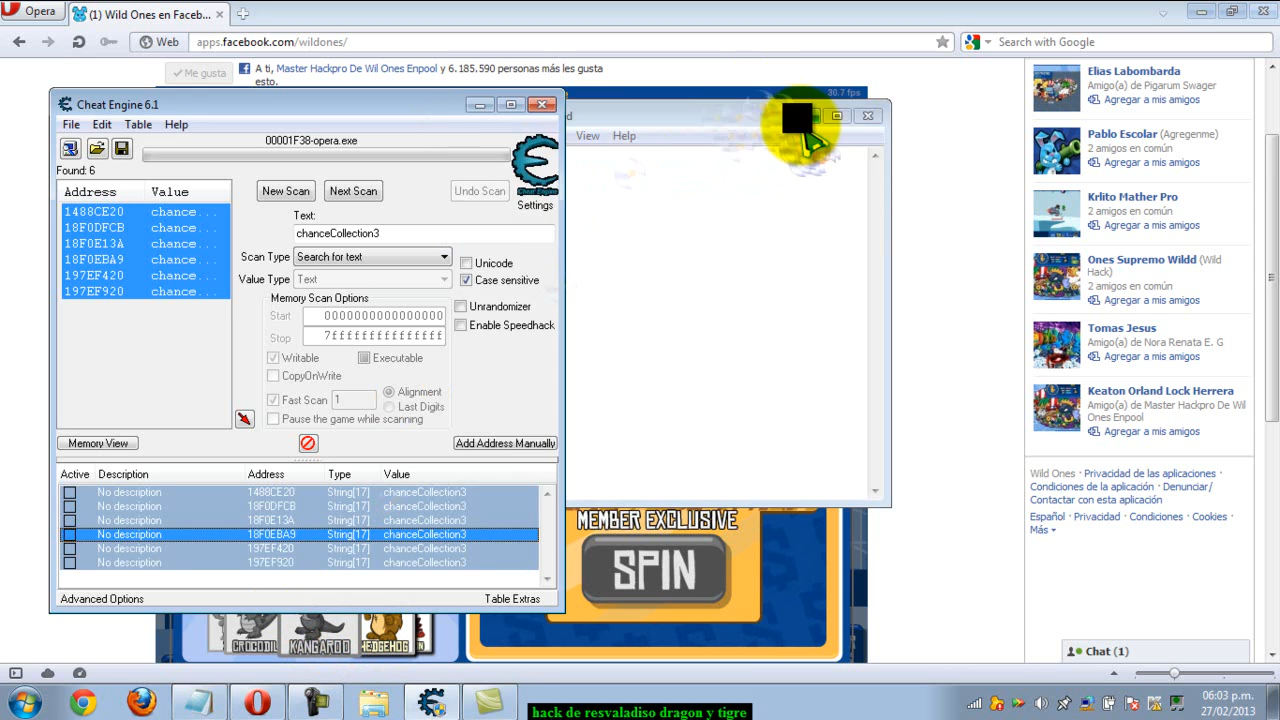 Opera
(1) Wild Ones en Faceb...
Web
apps.facebook.com/wildones/
Search with Google
Me gusta
A ti, Master Hackpro De Wil Ones Enpool y 6.185.590 personas más les gusta
esto.
30.7 fps
Cheat Engine 6.1
File Edit Table Help
00001F38-opera.exe
Found: 6
Address Value
1488CE20 chance...
18F0DFCB chance...
18F0E13A chance...
18F0EBA9 chance...
197EF420 chance...
197EF920 chance...
New Scan Next Scan Undo Scan
Cheat Engine
Settings
Text:
chanceCollection3
Scan Type Search for text
Value Type Text
Unicode
Case sensitive
Memory Scan Options
Start 0000000000000000
Stop 7fffffffffffffff
Writable Executable
CopyOnWrite
Fast Scan 1
Alignment
Last Digits
Pause the game while scanning
Unrandomizer
Enable Speedhack
Memory View
Add Address Manually
Active Description Address Type Value
No description 1488CE20 String[17] chanceCollection3
No description 18F0DFCB String[17] chanceCollection3
No description 18F0E13A String[17] chanceCollection3
No description 18F0EBA9 String[17] chanceCollection3
No description 197EF420 String[17] chanceCollection3
No description 197EF920 String[17] chanceCollection3
Advanced Options
Table Extras
View Help
MEMBER EXCLUSIVE
SPIN
CROCODIL
KANGAROO
HEDGEHOG
Elias Labombarda
Amigo(a) de Pigarum Swager
Agregar a mis amigos
Pablo Escolar (Agregenme)
2 amigos en común
Agregar a mis amigos
Krlito Mather Pro
2 amigos en común
Agregar a mis amigos
Ones Supremo Wildd (Wild
Hack)
2 amigos en común
Agregar a mis amigos
Tomas Jesus
Amigo(a) de Nora Renata E. G
Agregar a mis amigos
Keaton Orland Lock Herrera
Amigo(a) de Master Hackpro De Wil
Ones Enpool
Agregar a mis amigos
Wild Ones · Privacidad de las aplicaciones ·
Condiciones de la aplicación · Denunciar/
Contactar con esta aplicación
Español · Privacidad · Condiciones · Cookies ·
Más
Chat (1)
06:03 p.m.
27/02/2013
hack de resvaladiso dragon y tigre